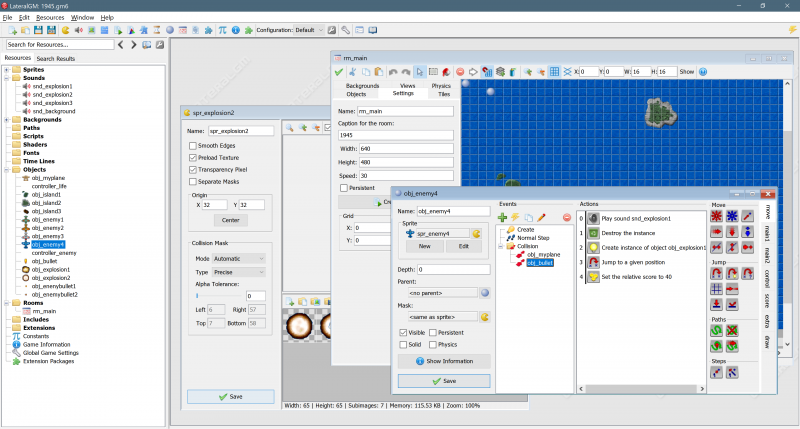 LateralGM: 1945.gm6
File Edit Resources Window Help
Configuration: Default
Search for Resources...
Resources Search Results
Sprites
Sounds
snd_explosion1
snd_explosion2
snd_explosion3
snd_background
Backgrounds
Paths
Scripts
Shaders
Fonts
Time Lines
Objects
obj_myplane
controller_life
obj_island1
obj_island2
obj_island3
obj_enemy1
obj_enemy2
obj_enemy3
obj_enemy4
controller_enemy
obj_bullet
obj_explosion1
obj_explosion2
obj_enenybullet1
obj_enemybullet2
Rooms
rm_main
Includes
Extensions
Constants
Game Information
Global Game Settings
Extension Packages
spr_explosion2
Name: spr_explosion2
Smooth Edges
Preload Texture
Transparency Pixel
Separate Masks
Origin
X 32 Y 32
Center
Collision Mask
Mode Automatic
Type Precise
Alpha Tolerance:
0
Left 6 Right 57
Top 7 Bottom 58
Save
Width: 65 | Height: 65 | Subimages: 7 | Memory: 115.53 KB | Zoom: 100%
rm_main
X: 0 Y: 0 W: 16 H: 16 Show
Backgrounds Views Physics
Objects Settings Tiles
Name: rm_main
Caption for the room:
1945
Width: 640
Height: 480
Speed: 30
Persistent
Grid
X: 0
Y: 0
obj_enemy4
Name: obj_enemy4
Sprite
spr_enemy4
New Edit
Depth: 0
Parent:
<no parent>
Mask:
<same as sprite>
Visible Persistent
Solid Physics
Show Information
Save
Events
Create
Normal Step
Collision
obj_myplane
obj_bullet
Actions
0 Play sound snd_explosion1
1 Destroy the instance
2 Create instance of object obj_explosion1
3 Jump to a given position
4 Set the relative score to 40
Move
Jump
Paths
Steps
move
main1
main2
control
score
extra
draw